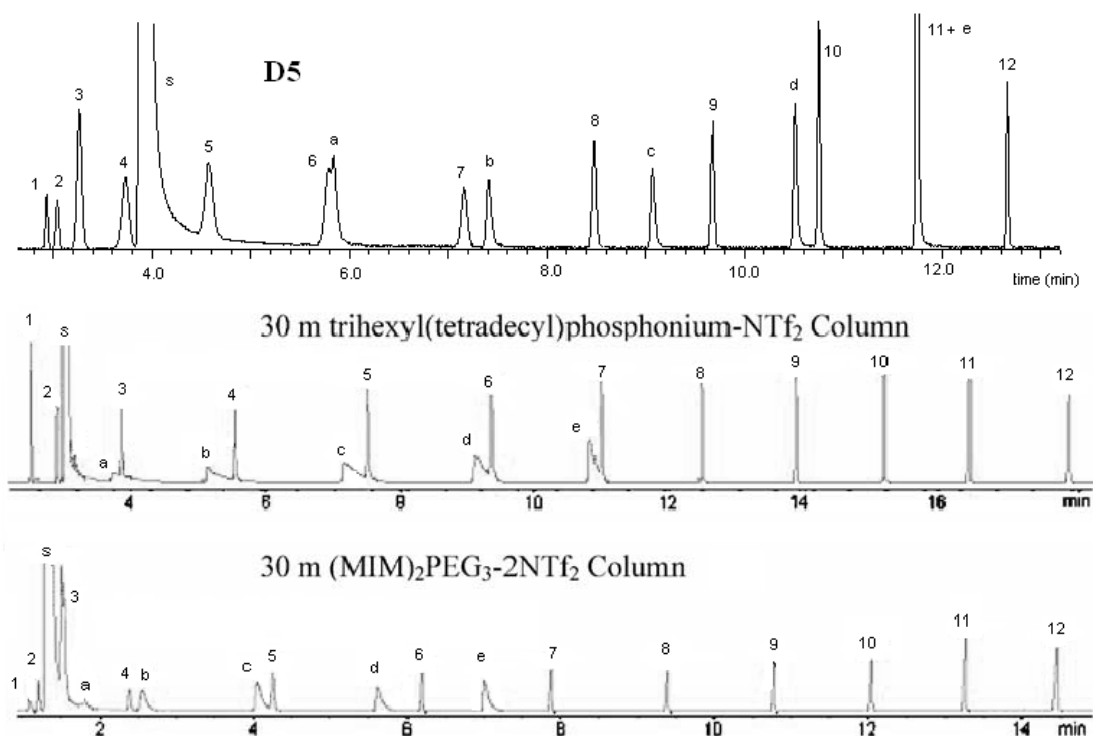 D5
1 2 3 4 s 5 6 a 7 b 8 c 9 d 10 11 + e 12
4.0 6.0 8.0 10.0 12.0
time (min)
30 m trihexyl(tetradecyl)phosphonium-NTf₂ Column
1 2 s a 3 b 4 c 5 d 6 e 7 8 9 10 11 12
4 6 8 10 12 14 16 min
30 m (MIM)₂PEG₃-2NTf₂ Column
1 2 s 3 a 4 b c 5 d 6 e 7 8 9 10 11 12
2 4 6 8 10 12 14 min